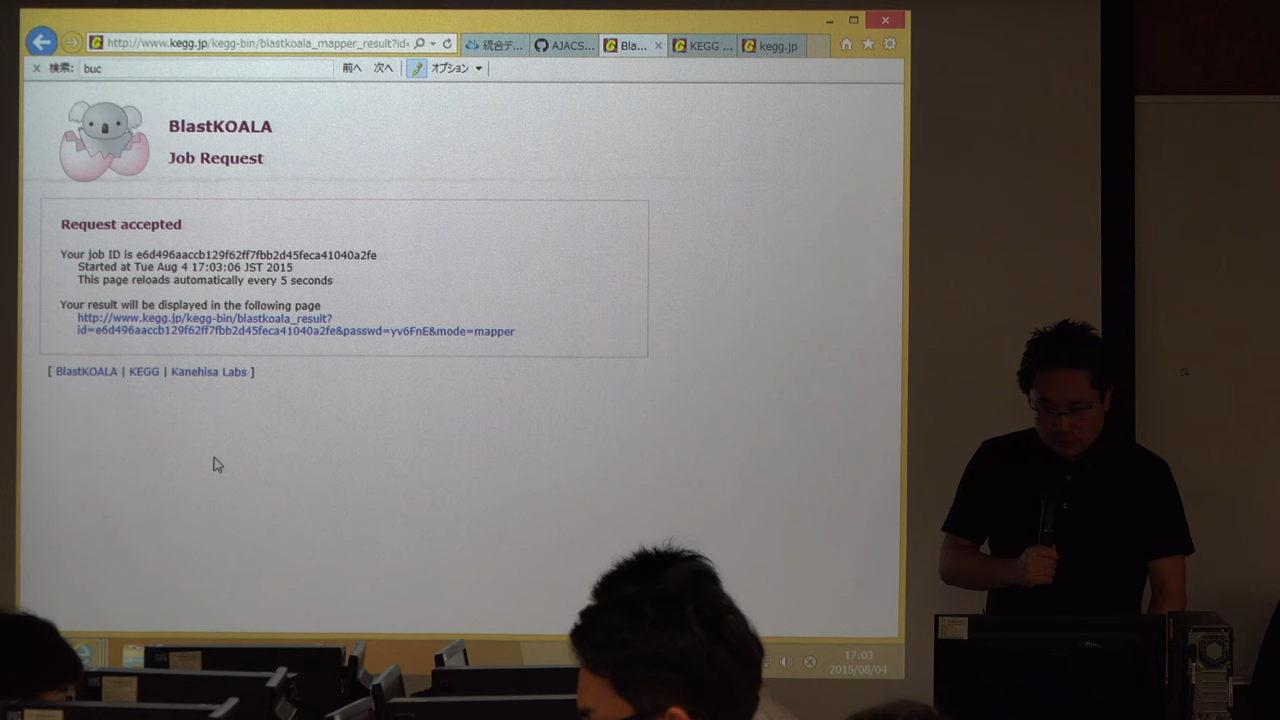 http://www.kegg.jp/kegg-bin/blastkoala_mapper_result?id=
統合デ...
AJACS...
Bla...
KEGG ...
kegg.jp
検索: buc
前へ 次へ オプション
BlastKOALA
Job Request
Request accepted
Your job ID is e6d496aaccb129f62ff7fbb2d45feca41040a2fe
Started at Tue Aug 4 17:03:06 JST 2015
This page reloads automatically every 5 seconds
Your result will be displayed in the following page
http://www.kegg.jp/kegg-bin/blastkoala_result?
id=e6d496aaccb129f62ff7fbb2d45feca41040a2fe&passwd=yv6FnE&mode=mapper
[ BlastKOALA | KEGG | Kanehisa Labs ]
17:03
2015/08/04